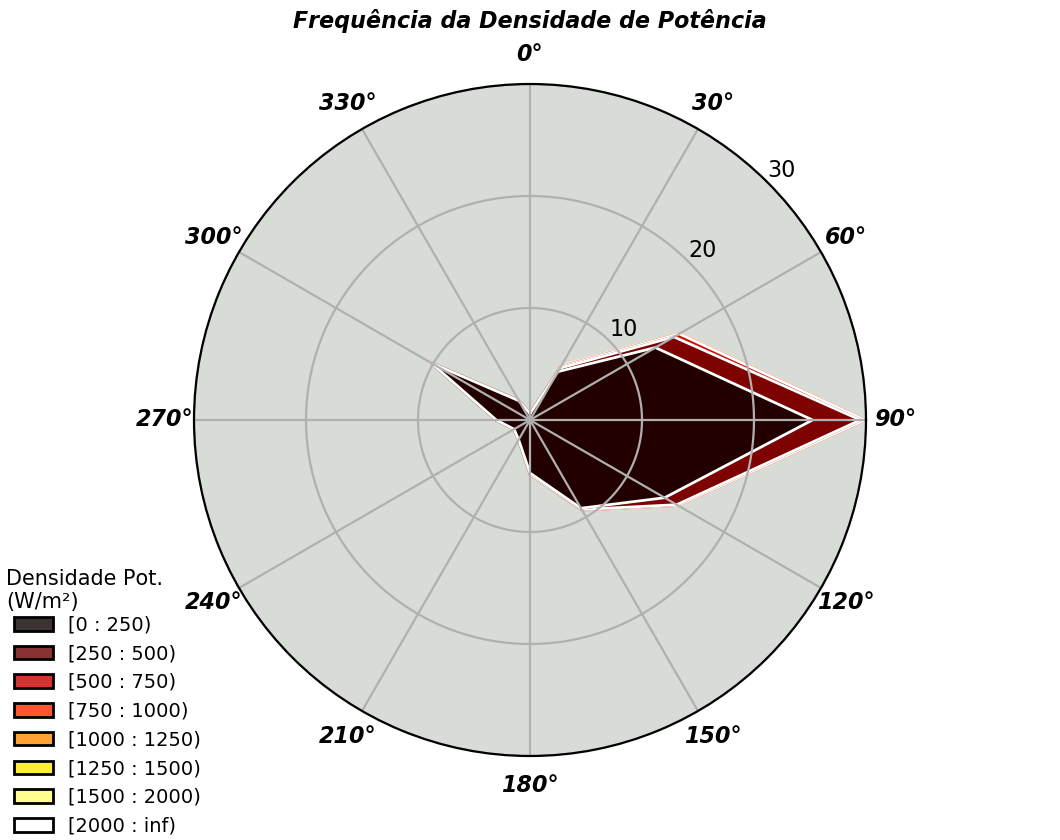 Frequência da Densidade de Potência
0°
330°
30°
30
300°
60°
20
10
270°
90°
240°
120°
210°
150°
180°
Densidade Pot.
(W/m²)
[0 : 250)
[250 : 500)
[500 : 750)
[750 : 1000)
[1000 : 1250)
[1250 : 1500)
[1500 : 2000)
[2000 : inf)